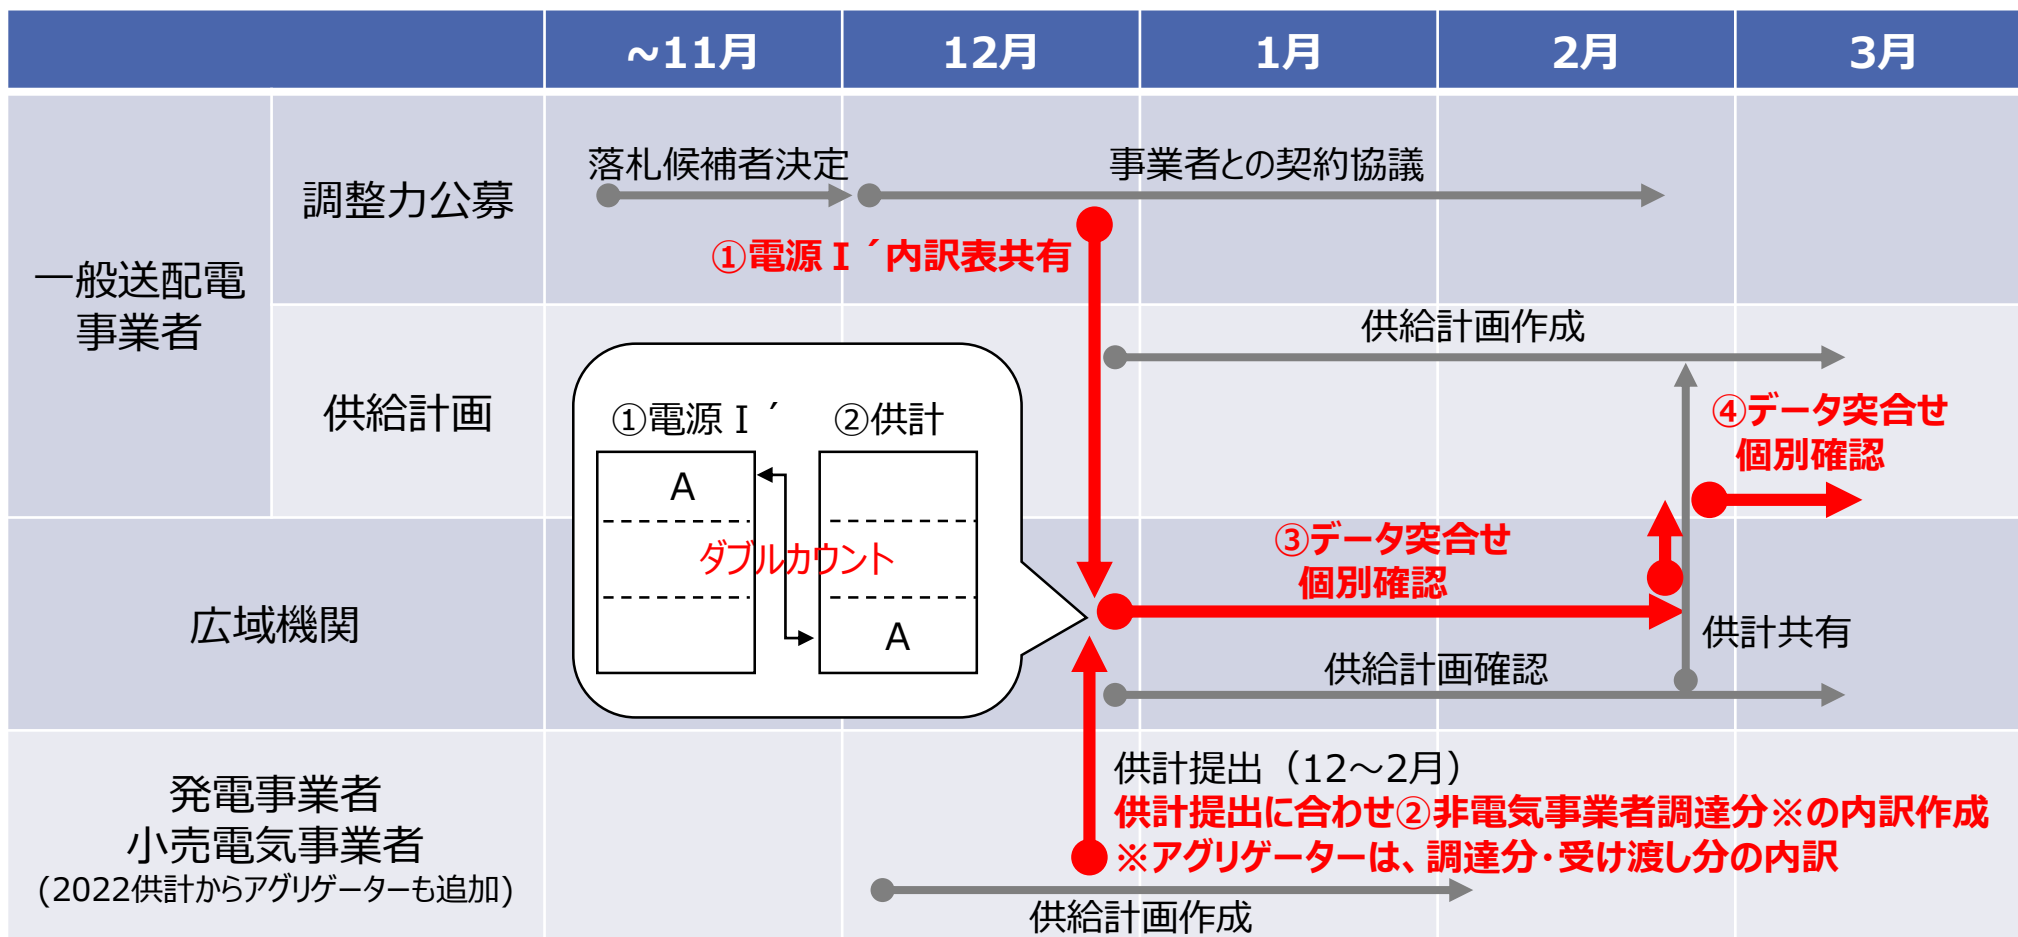 ~11月
12月
1月
2月
3月
一般送配電
事業者
調整力公募
落札候補者決定
事業者との契約協議
①電源Ⅰ´内訳表共有
供給計画
供給計画作成
④データ突合せ
個別確認
①電源Ⅰ´
②供計
A
ダブルカウント
A
広域機関
③データ突合せ
個別確認
供計共有
供給計画確認
発電事業者
小売電気事業者
(2022供計からアグリゲーターも追加)
供計提出（12～2月）
供計提出に合わせ②非電気事業者調達分※の内訳作成
※アグリゲーターは、調達分・受け渡し分の内訳
供給計画作成